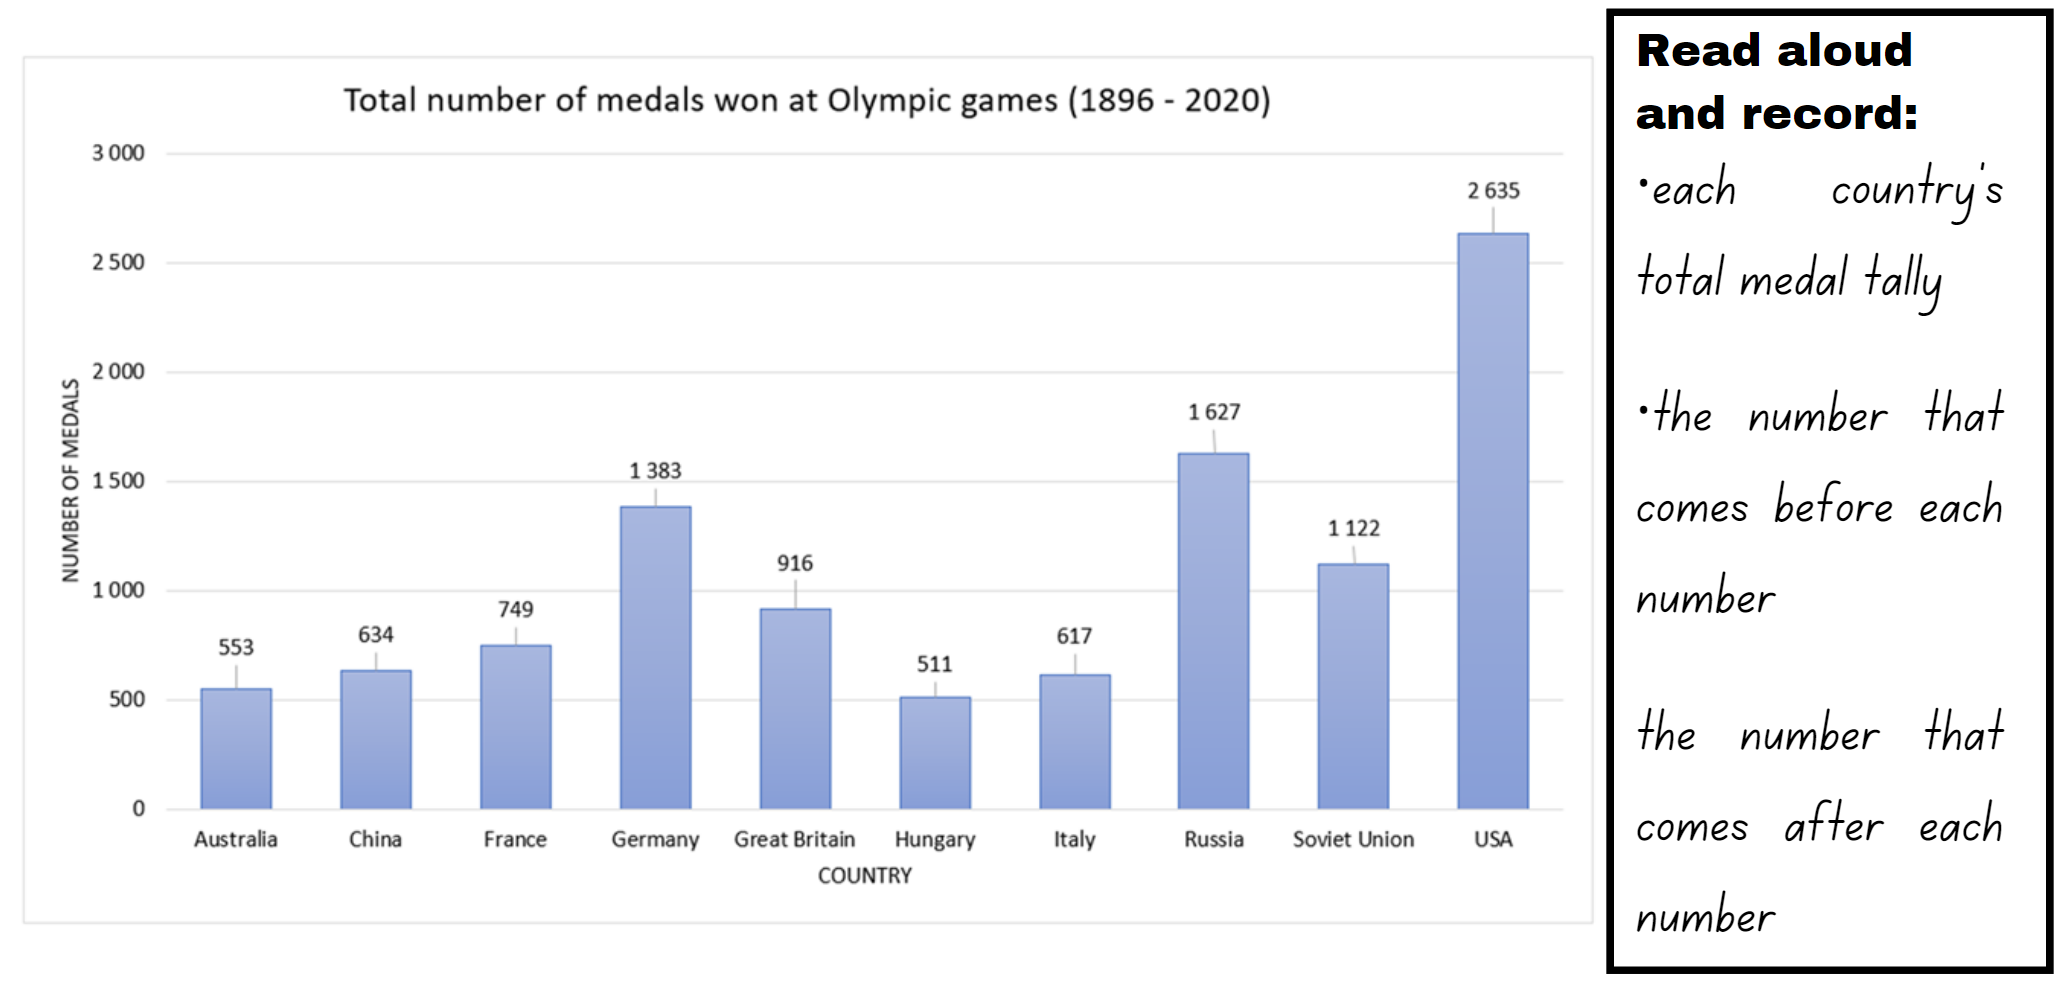 Total number of medals won at Olympic games (1896 - 2020)
3 000
2 500
2 000
1 500
1 000
500
0
NUMBER OF MEDALS
553
634
749
1 383
916
511
617
1 627
1 122
2 635
Australia
China
France
Germany
Great Britain
Hungary
Italy
Russia
Soviet Union
USA
COUNTRY
Read aloud
and record:
•each country's
total medal tally
•the number that
comes before each
number
the number that
comes after each
number